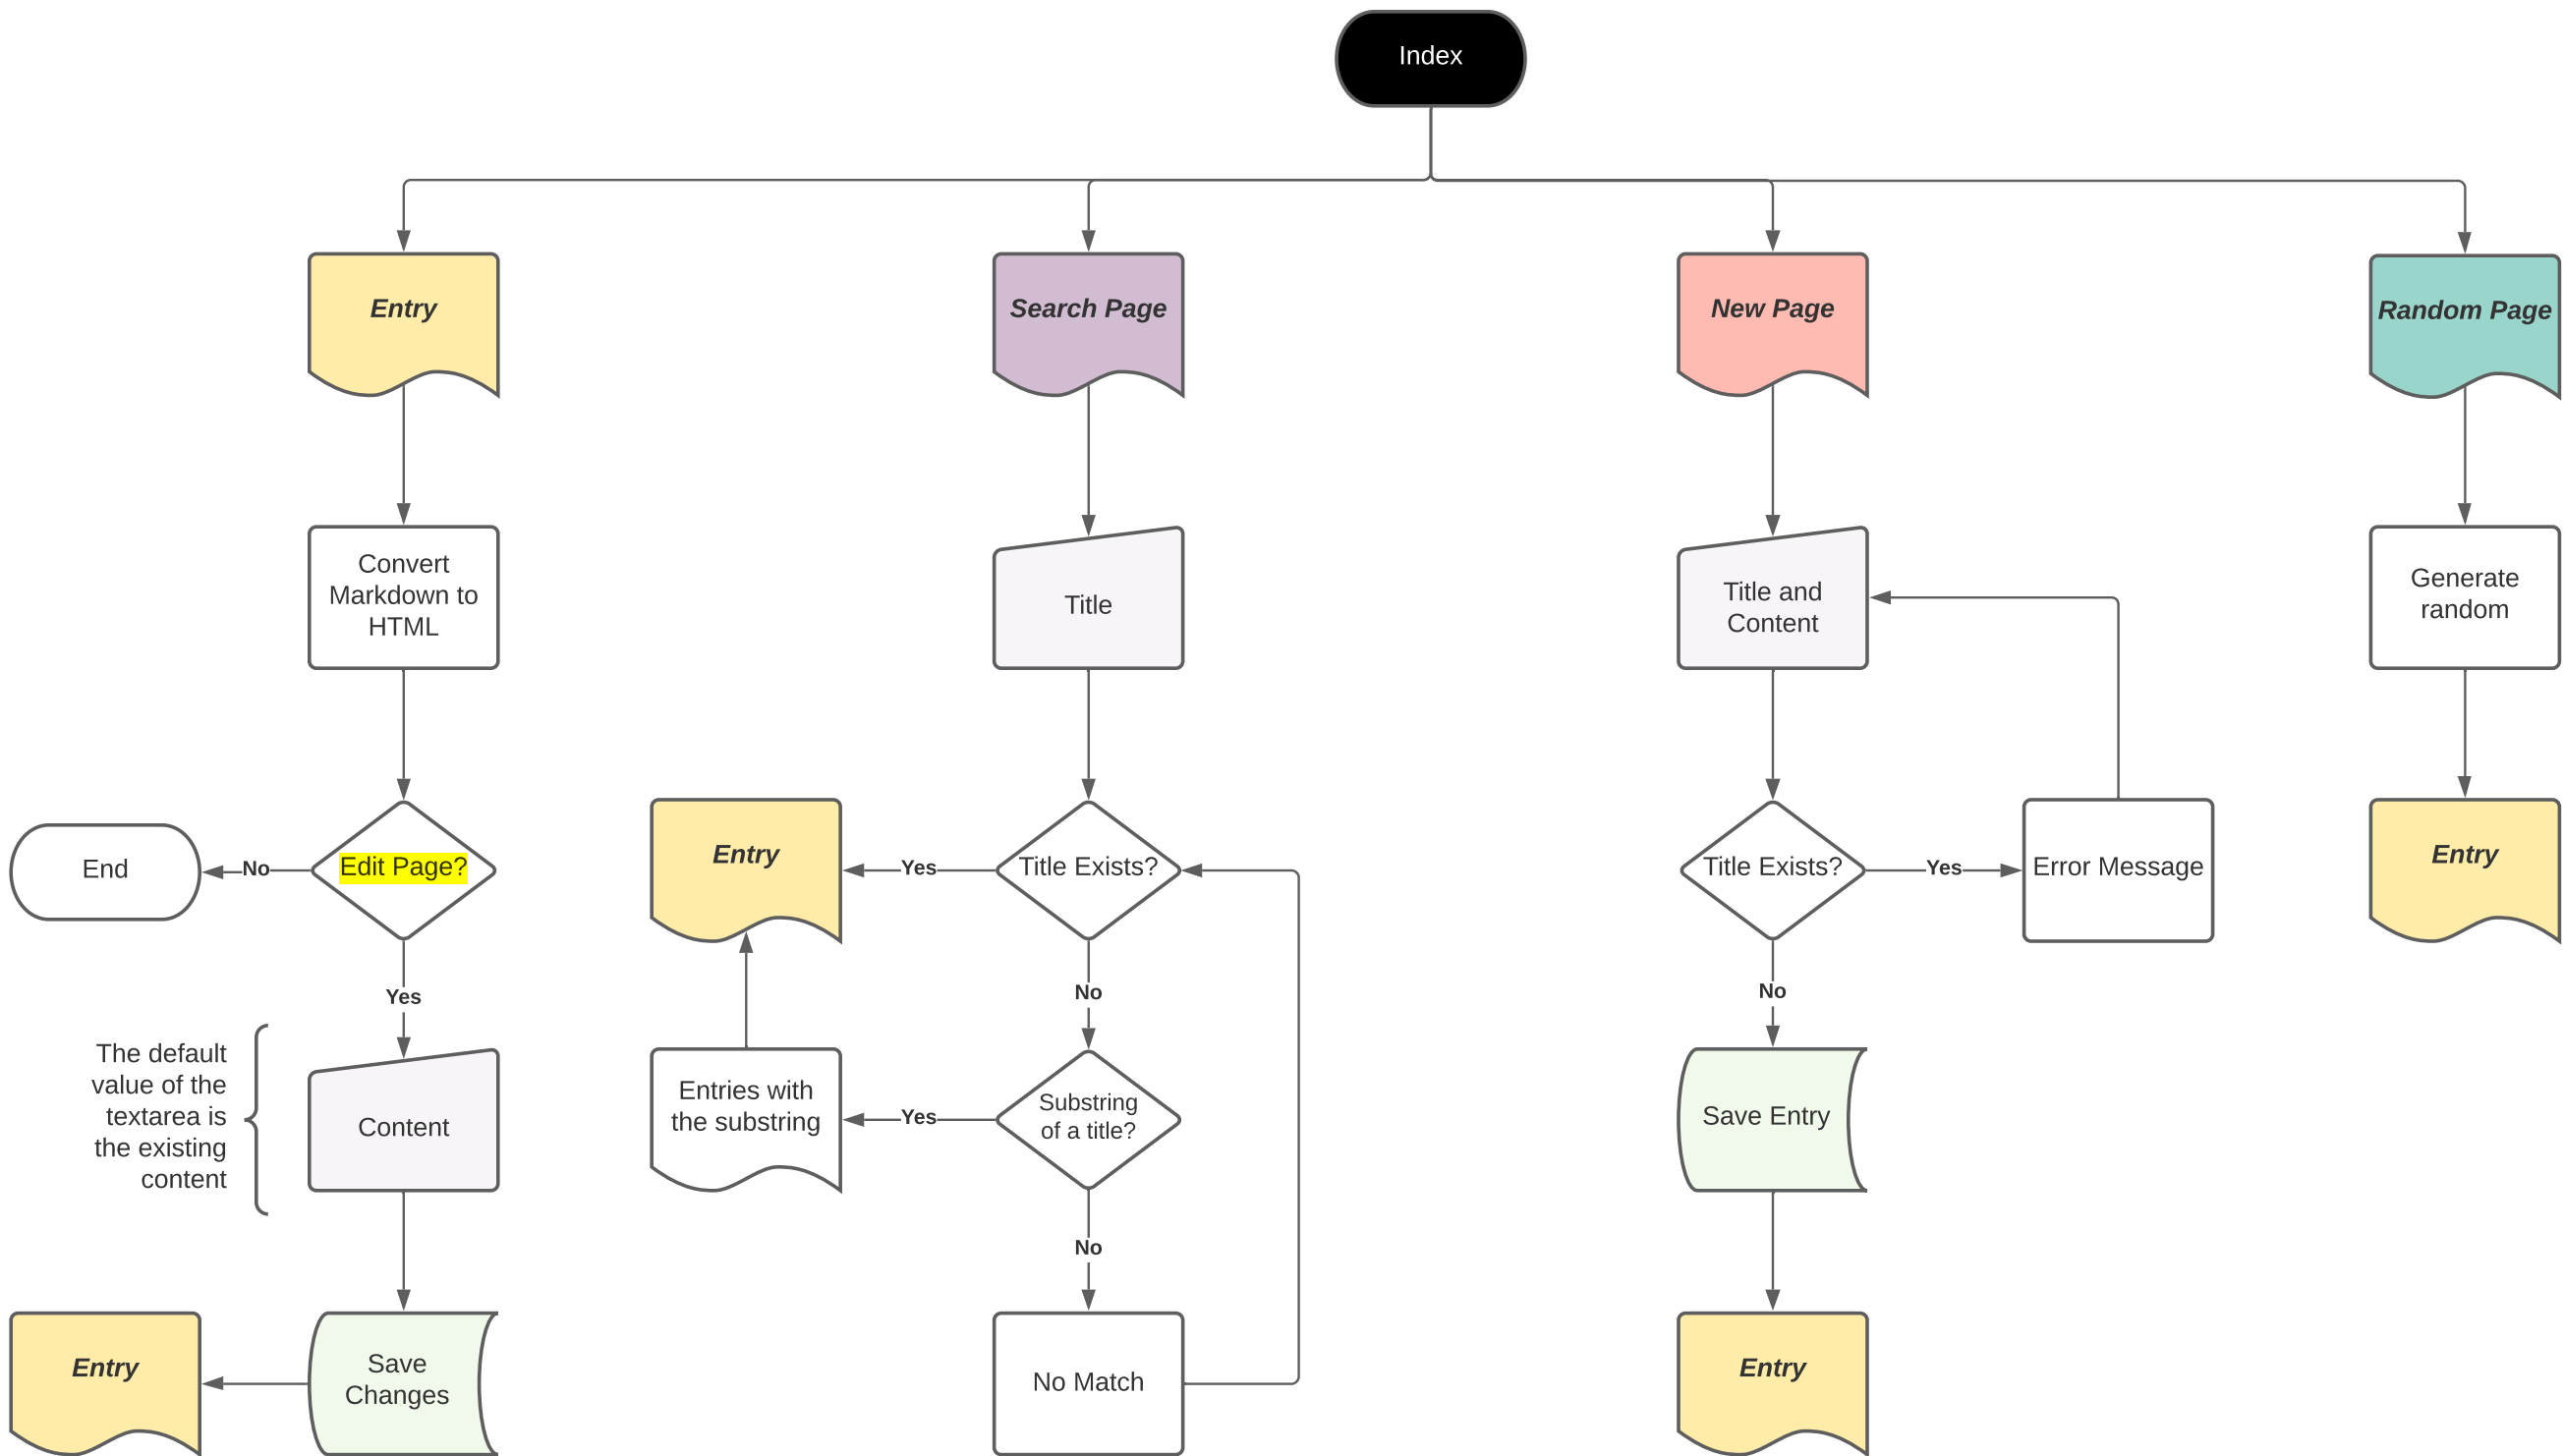 Index
Entry
Search Page
New Page
Random Page
Convert
Markdown to
HTML
Title
Title and
Content
Generate
random
End
No
Edit Page?
Entry
Yes
Title Exists?
Title Exists?
Yes
Error Message
Entry
Yes
No
No
The default
value of the
textarea is
the existing
content
Content
Entries with
the substring
Yes
Substring
of a title?
Save Entry
No
Entry
Save
Changes
No Match
Entry